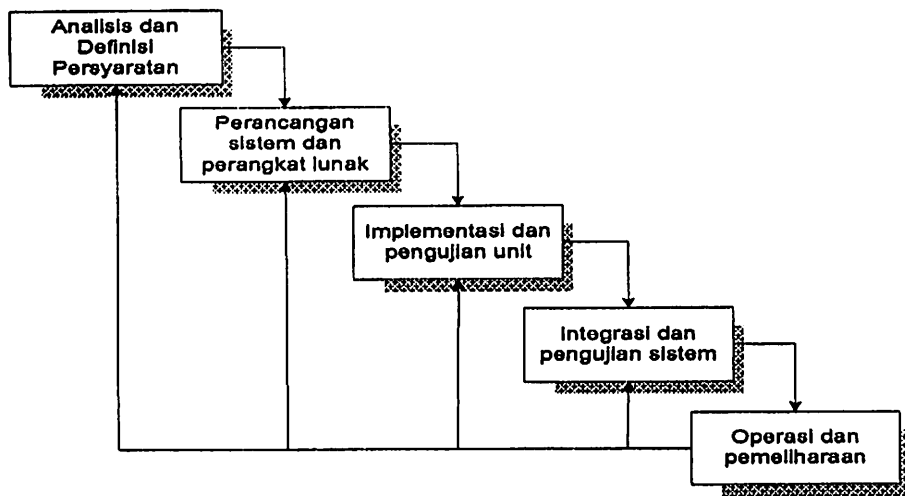 Analisis dan
Definisi
Persyaratan
Perancangan
sistem dan
perangkat lunak
Implementasi dan
pengujian unit
Integrasi dan
pengujian sistem
Operasi dan
pemeliharaan